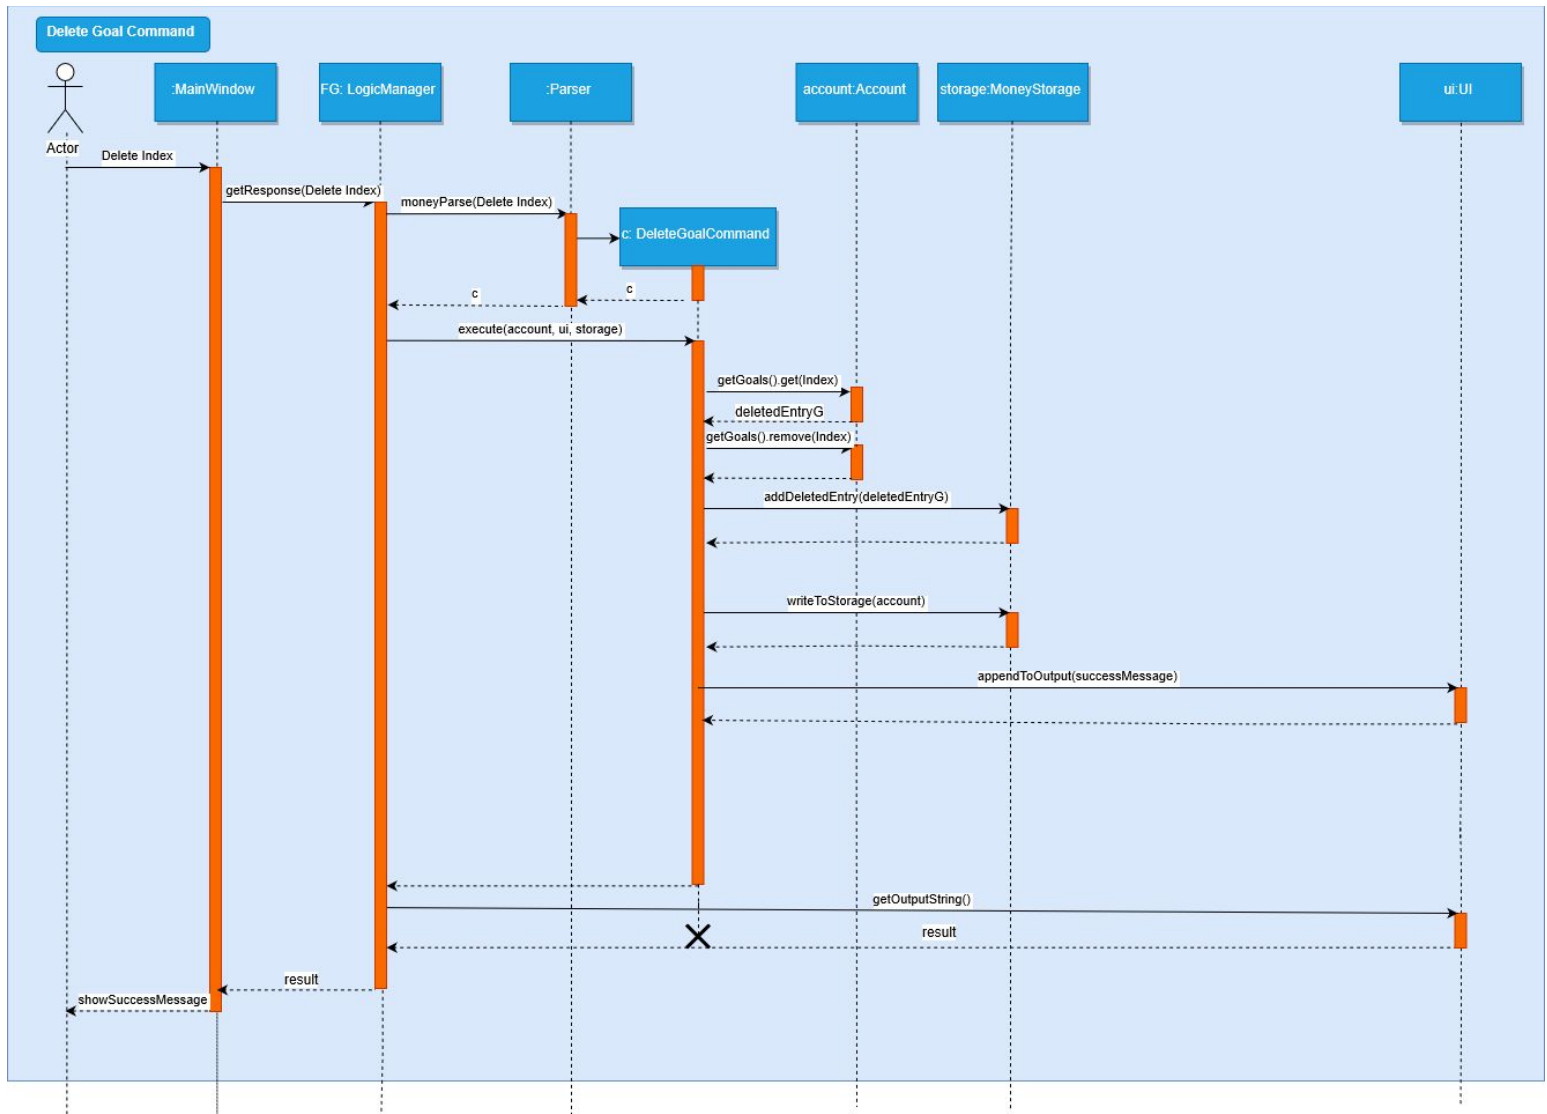 Delete Goal Command
:MainWindow
FG: LogicManager
:Parser
account:Account
storage:MoneyStorage
ui:UI
Actor
Delete Index
getResponse(Delete Index)
moneyParse(Delete Index)
c: DeleteGoalCommand
c
c
execute(account, ui, storage)
getGoals().get(Index)
deletedEntryG
getGoals().remove(Index)
addDeletedEntry(deletedEntryG)
writeToStorage(account)
appendToOutput(successMessage)
getOutputString()
result
result
showSuccessMessage